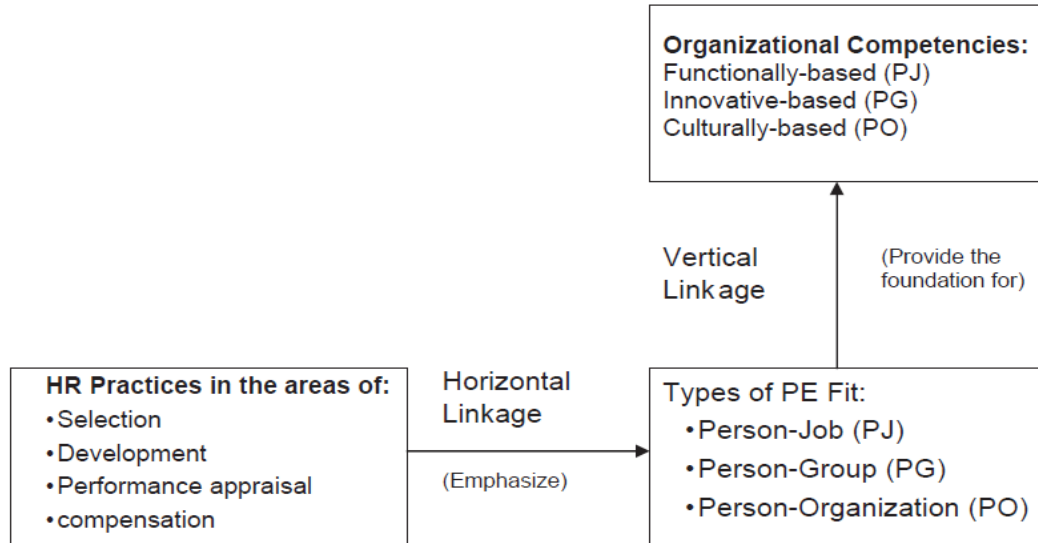 Organizational Competencies:
Functionally-based (PJ)
Innovative-based (PG)
Culturally-based (PO)
Vertical
Linkage
(Provide the
foundation for)
HR Practices in the areas of:
•Selection
•Development
•Performance appraisal
•compensation
Horizontal
Linkage
(Emphasize)
Types of PE Fit:
•Person-Job (PJ)
•Person-Group (PG)
•Person-Organization (PO)